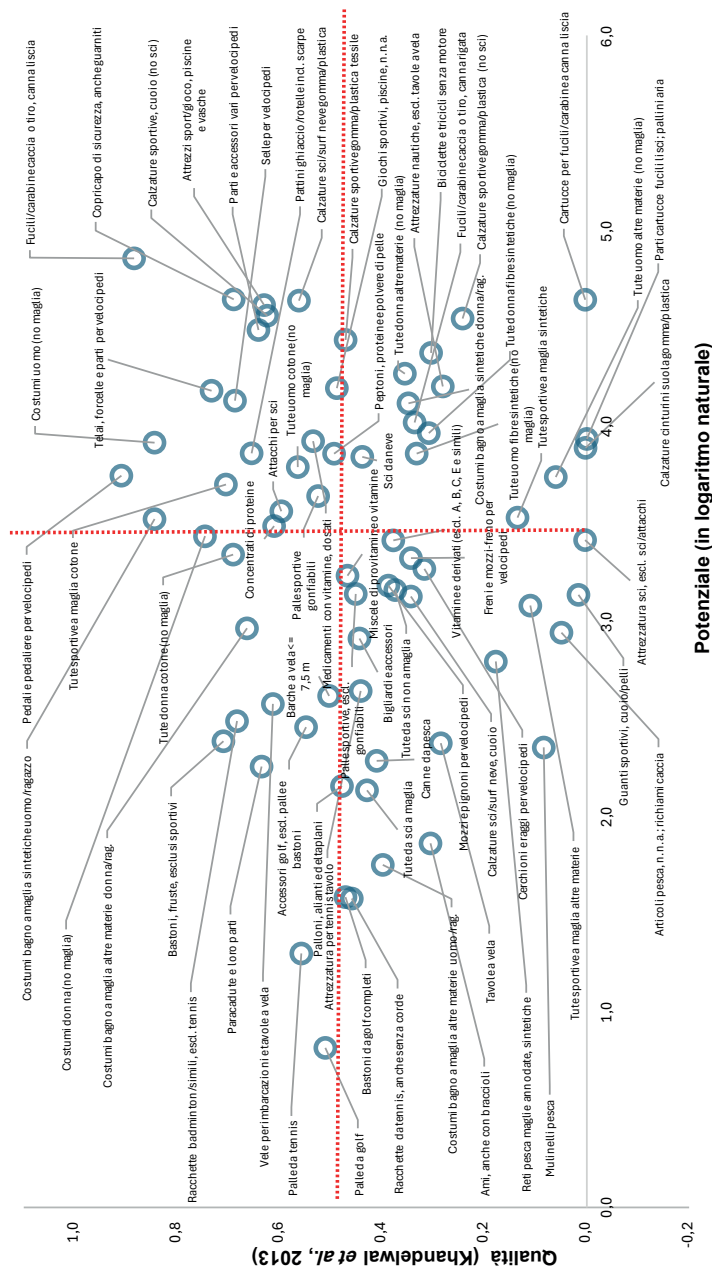 Fucili/carabine caccia o tiro, canna liscia
Copricapo di sicurezza, anche guarniti
Calzature sportive, cuoio (no sci)
Attrezzi sport/gioco, piscine
e vasche
Parti e accessori vari per velocipedi
Selle per velocipedi
Pattini ghiaccio/rotelle incl. scarpe
Calzature sci/surf neve gomma/plastica
Calzature sportive gomma/plastica tessile
Giochi sportivi, piscine, n.n.a.
Peptoni, proteine e polvere di pelle
Tute donna altre materie (no maglia)
Attrezzature nautiche, escl. tavole a vela
Biciclette e tricicli senza motore
Fucili/carabine caccia o tiro, canna rigata
Calzature sportive gomma/plastica (no sci)
Costumi bagno a maglia sintetiche donna/rag.
Tute donna fibre sintetiche (no maglia)
Tute uomo fibre sintetiche (no
maglia)
Tute sportive a maglia sintetiche
Cartucce per fucili/carabine a canna liscia
Tute uomo altre materie (no maglia)
Parti cartucce fucili lisci; pallini aria
Calzature cinturini suola gomma/plastica
Costumi uomo (no maglia)
Telai, forcelle e parti per velocipedi
Tute uomo cotone (no
maglia)
Attacchi per sci
Concentrati di proteine
Palle sportive
gonfiabili
Medicamenti con vitamine, dosati
Sci da neve
Pedali e pedaliere per velocipedi
Tute sportive a maglia cotone
Tute donna cotone (no maglia)
Costumi bagno a maglia sintetiche uomo/ragazzo
Costumi donna (no maglia)
Costumi bagno a maglia altre materie donna/rag.
Bastoni, fruste, esclusi sportivi
Racchette badminton/simili, escl. tennis
Paracadute e loro parti
Vele per imbarcazioni e tavole a vela
Palle da tennis
Barche a vela <=
7,5 m
Accessori golf, escl. palle e
bastoni
Palle sportive, escl.
gonfiabili
Palloni, alianti e deltaplani
Attrezzatura per tennis tavolo
Miscele di provitamine o vitamine
Bigliardi e accessori
Tute da sci non a maglia
Vitamine e derivati (escl. A, B, C, E e simili)
Freni e mozzi-freno per
velocipedi
Canne da pesca
Tute da sci a maglia
Mozzi e pignoni per velocipedi
Calzature sci/surf neve, cuoio
Cerchioni e raggi per velocipedi
Palle da golf
Bastoni da golf completi
Racchette da tennis, anche senza corde
Costumi bagno a maglia altre materie uomo/rag.
Ami, anche con braccioli
Tavole a vela
Reti pesca maglie annodate, sintetiche
Mulinelli pesca
Tute sportive a maglia altre materie
Articoli pesca, n.n.a.; richiami caccia
Guanti sportivi, cuoio/pelli
Attrezzatura sci, escl. sci/attacchi
1,0
0,8
0,6
0,4
0,2
0,0
-0,2
0,0
1,0
2,0
3,0
4,0
5,0
6,0
Qualità (Khandelwal et al., 2013)
Potenziale (in logaritmo naturale)